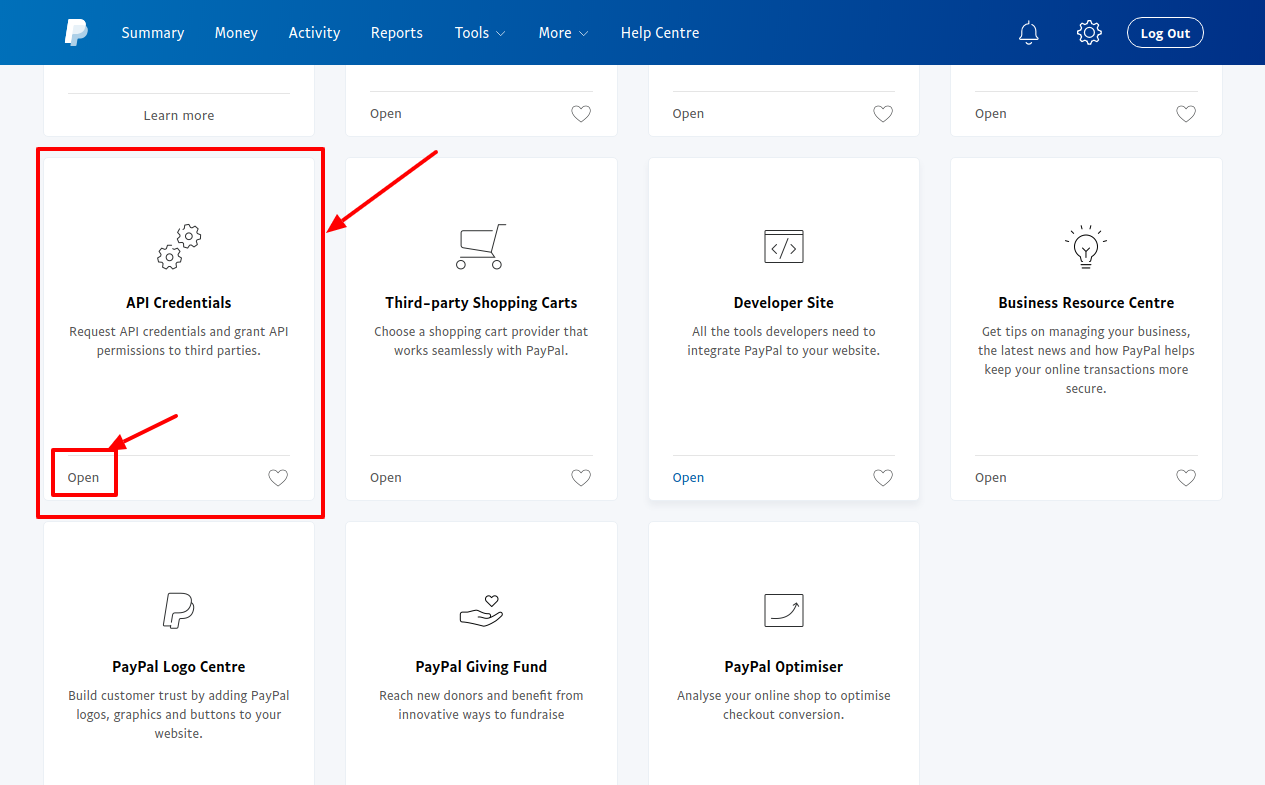 Summary
Money
Activity
Reports
Tools
More
Help Centre
Log Out
Learn more
Open
Open
Open
API Credentials
Request API credentials and grant API
permissions to third parties.
Open
Third-party Shopping Carts
Choose a shopping cart provider that
works seamlessly with PayPal.
Open
Developer Site
All the tools developers need to
integrate PayPal to your website.
Open
Business Resource Centre
Get tips on managing your business,
the latest news and how PayPal helps
keep your online transactions more
secure.
Open
PayPal Logo Centre
Build customer trust by adding PayPal
logos, graphics and buttons to your
website.
PayPal Giving Fund
Reach new donors and benefit from
innovative ways to fundraise
PayPal Optimiser
Analyse your online shop to optimise
checkout conversion.